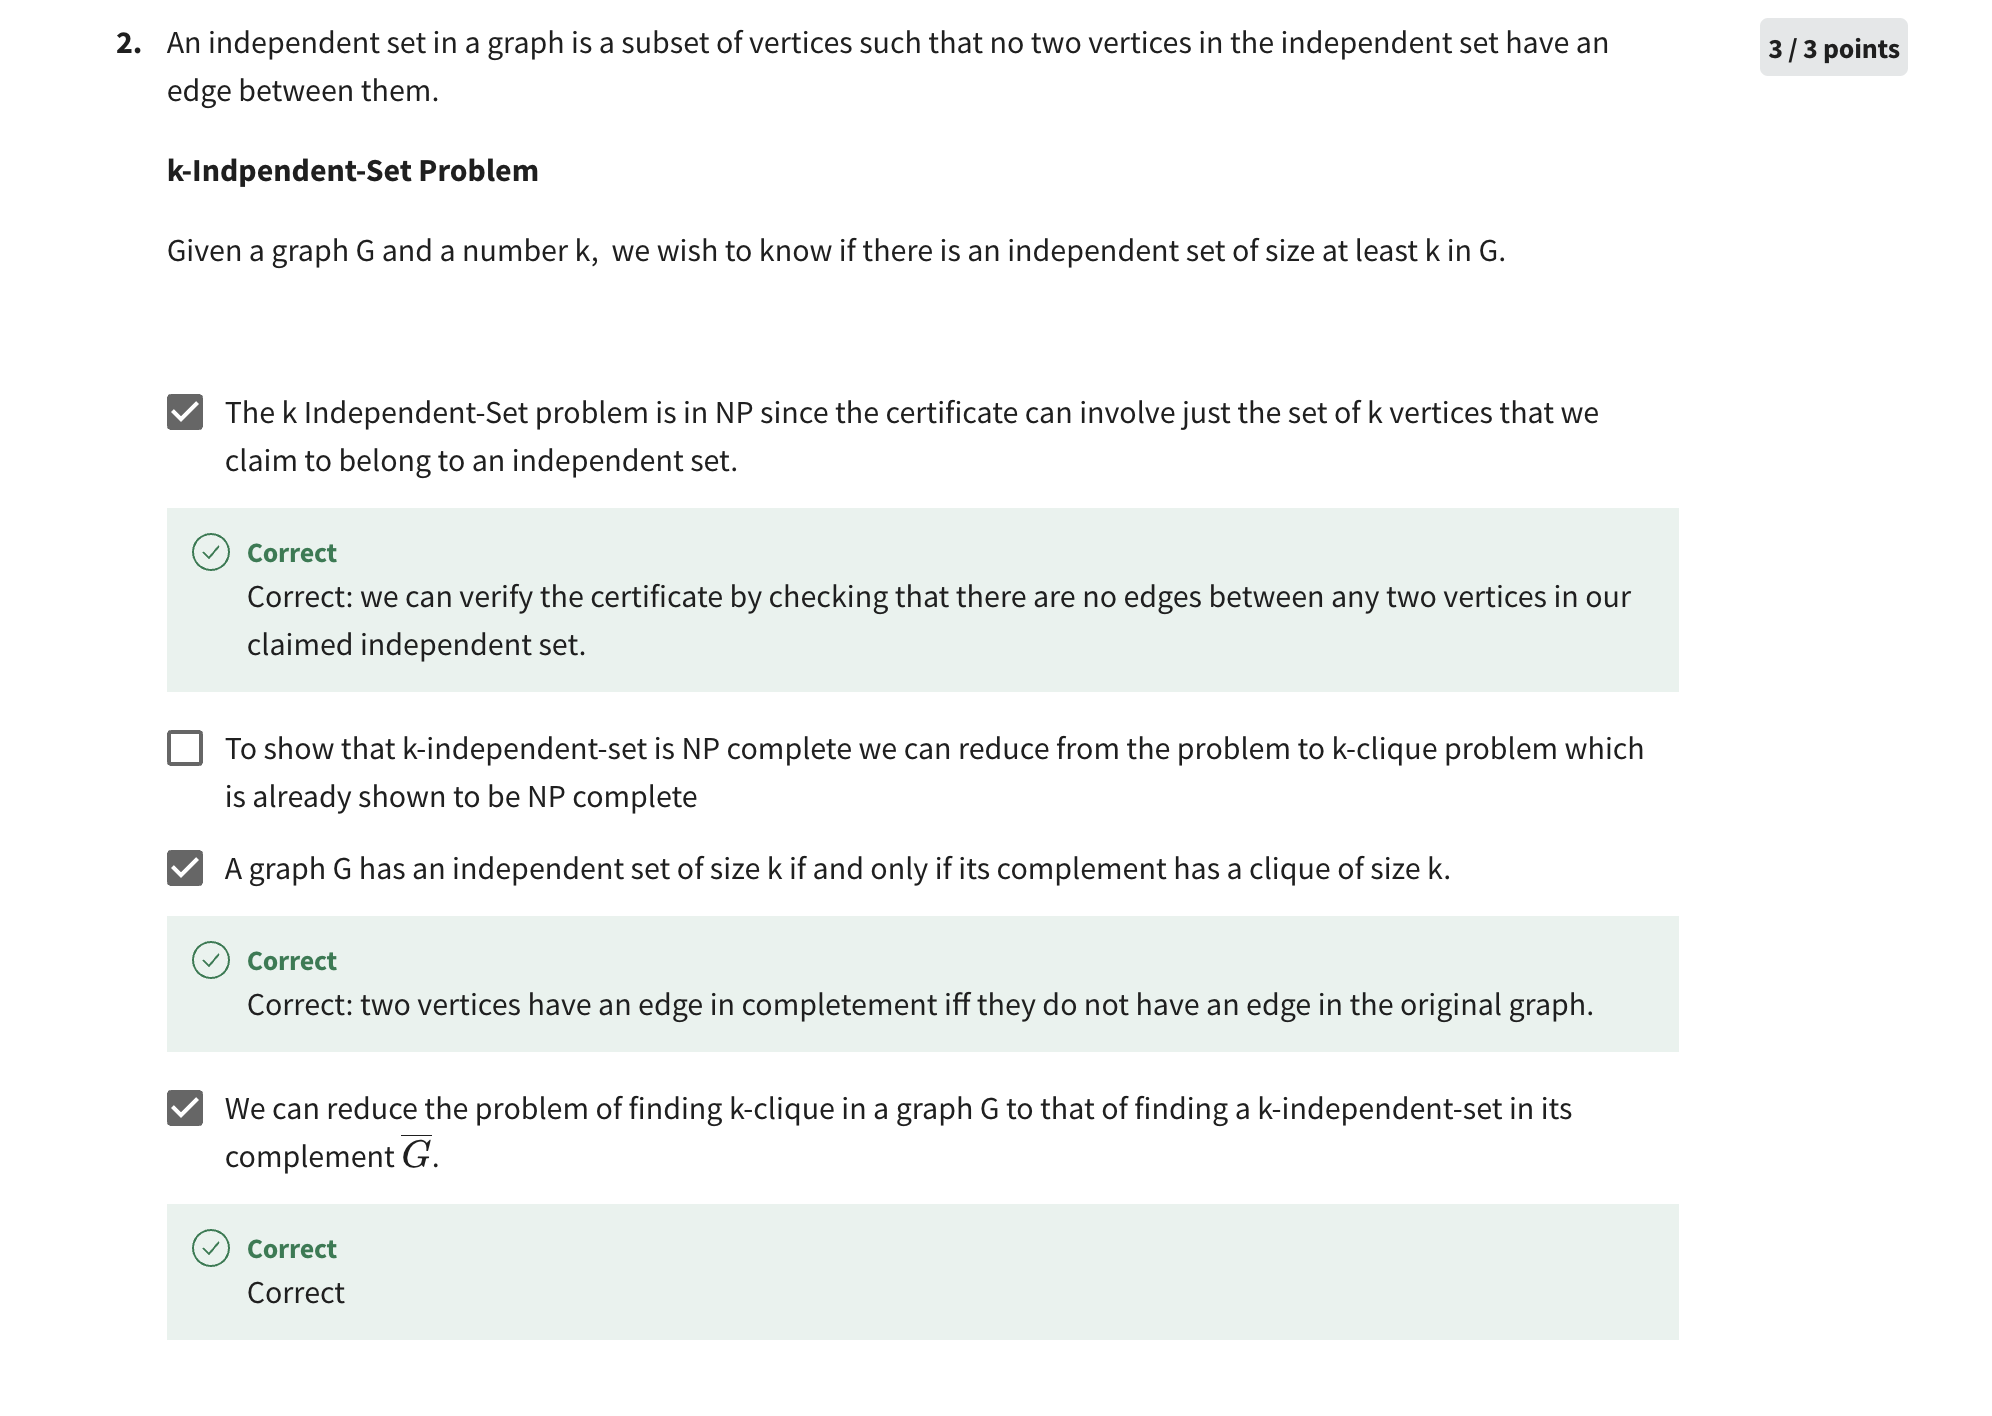 2. An independent set in a graph is a subset of vertices such that no two vertices in the independent set have an
3 / 3 points
edge between them.
k-Indpendent-Set Problem
Given a graph G and a number k, we wish to know if there is an independent set of size at least k in G.
The k Independent-Set problem is in NP since the certificate can involve just the set of k vertices that we
claim to belong to an independent set.
Correct
Correct: we can verify the certificate by checking that there are no edges between any two vertices in our
claimed independent set.
To show that k-independent-set is NP complete we can reduce from the problem to k-clique problem which
is already shown to be NP complete
A graph G has an independent set of size k if and only if its complement has a clique of size k.
Correct
Correct: two vertices have an edge in completement iff they do not have an edge in the original graph.
We can reduce the problem of finding k-clique in a graph G to that of finding a k-independent-set in its
complement G̅.
Correct
Correct